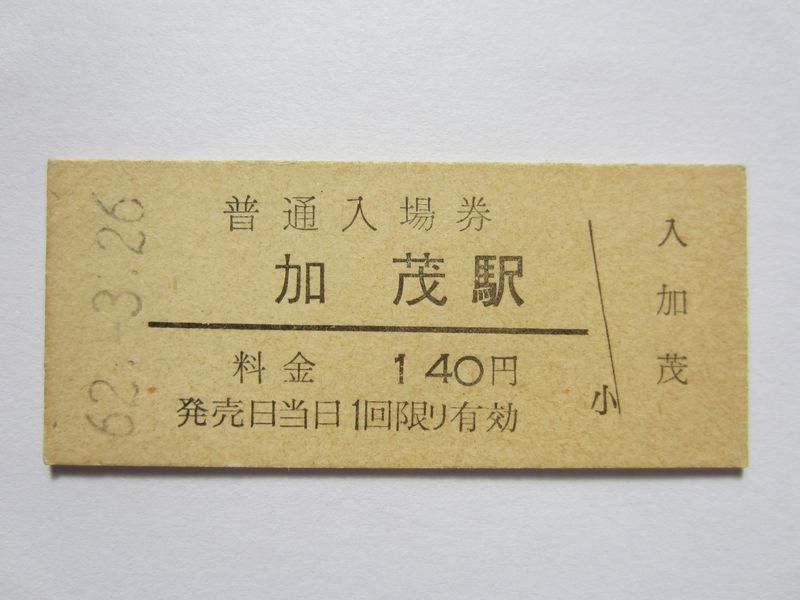 62.-3.26
普通入場券
加茂駅
料金 140円
発売日当日1回限り有効
小
入
加
茂